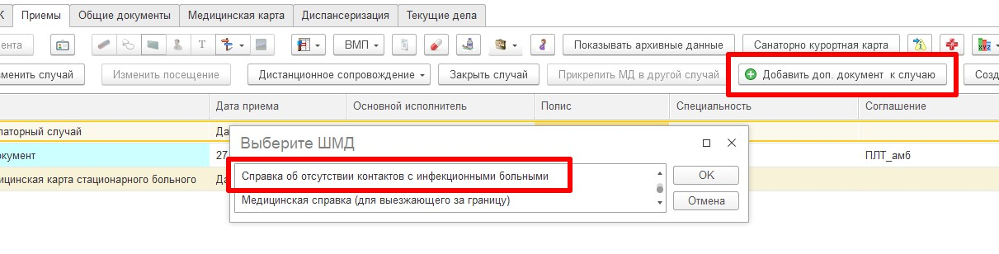 К Приемы Общие документы Медицинская карта Диспансеризация Текущие дела
ента Т ВМП Показывать архивные данные Санаторно курортная карта XYZ
менить случай Изменить посещение Дистанционное сопровождение Закрыть случай Прикрепить МД в другой случай Добавить доп. документ к случаю Созд
Дата приема Основной исполнитель Полис Специальность Соглашение
латорный случай Да
окумент 27 ПЛТ_амб
ицинская карта стационарного больного Да
Выберите ШМД
Справка об отсутствии контактов с инфекционными больными
Медицинская справка (для выезжающего за границу)
OK
Отмена